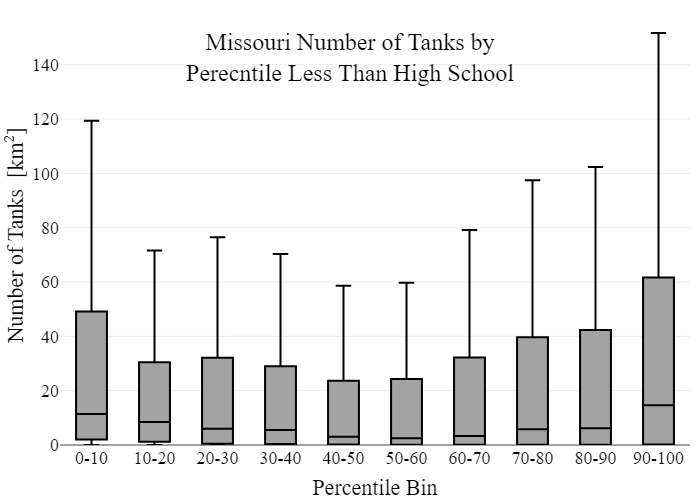 Missouri Number of Tanks by
Perecntile Less Than High School
Number of Tanks [km²]
140
120
100
80
60
40
20
0
0-10 10-20 20-30 30-40 40-50 50-60 60-70 70-80 80-90 90-100
Percentile Bin